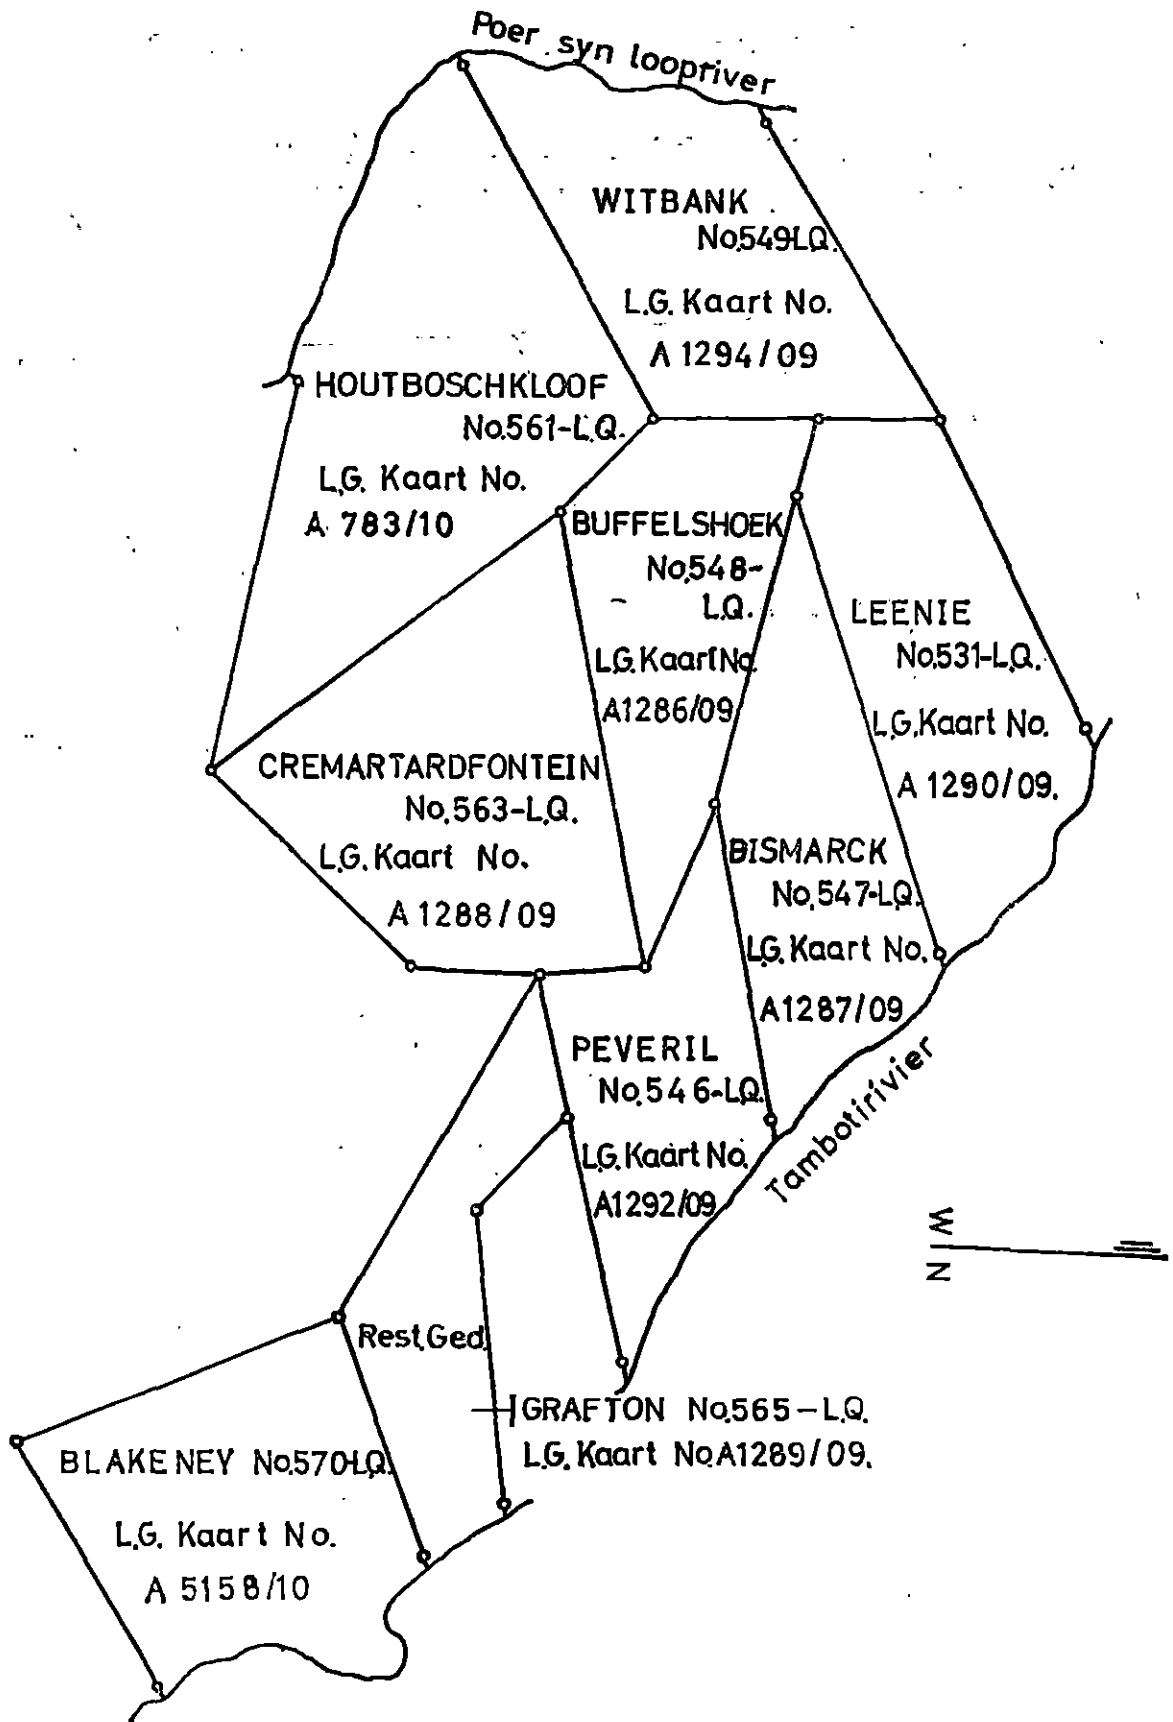 Poer syn looprivier
WITBANK
No.549-L.Q.
L.G. Kaart No.
A 1294/09
HOUTBOSCHKLOOF
No.561-L.Q.
L.G. Kaart No.
A 783/10
BUFFELSHOEK
No.548-
L.Q.
L.G. Kaart No.
A1286/09
LEENIE
No.531-L.Q.
L.G. Kaart No.
A 1290/09.
CREMARTARDFONTEIN
No.563-L.Q.
L.G. Kaart No.
A 1288/09
BISMARCK
No.547-L.Q.
L.G. Kaart No.
A1287/09
PEVERIL
No.546-L.Q.
L.G. Kaart No.
A1292/09
Tambotirivier
W
N
Rest.Ged.
GRAFTON No.565-L.Q.
L.G. Kaart No.A1289/09.
BLAKENEY No.570-L.Q.
L.G. Kaart No.
A 5158/10